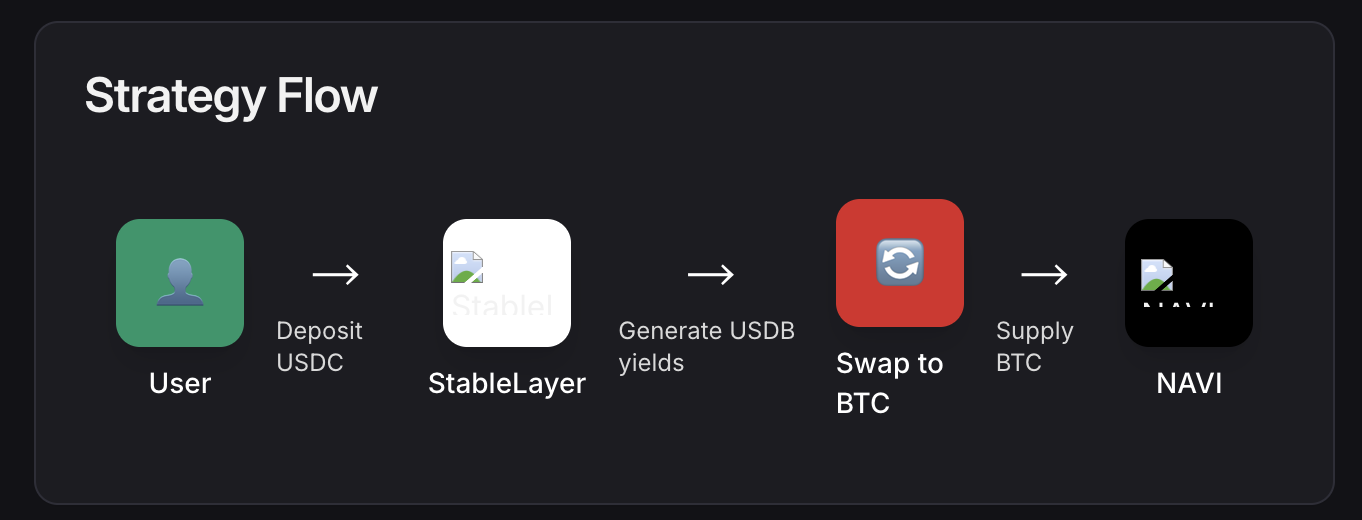 Strategy Flow
User
Deposit
USDC
Stablel
StableLayer
Generate USDB
yields
Swap to
BTC
Supply
BTC
NAVI
NAVI